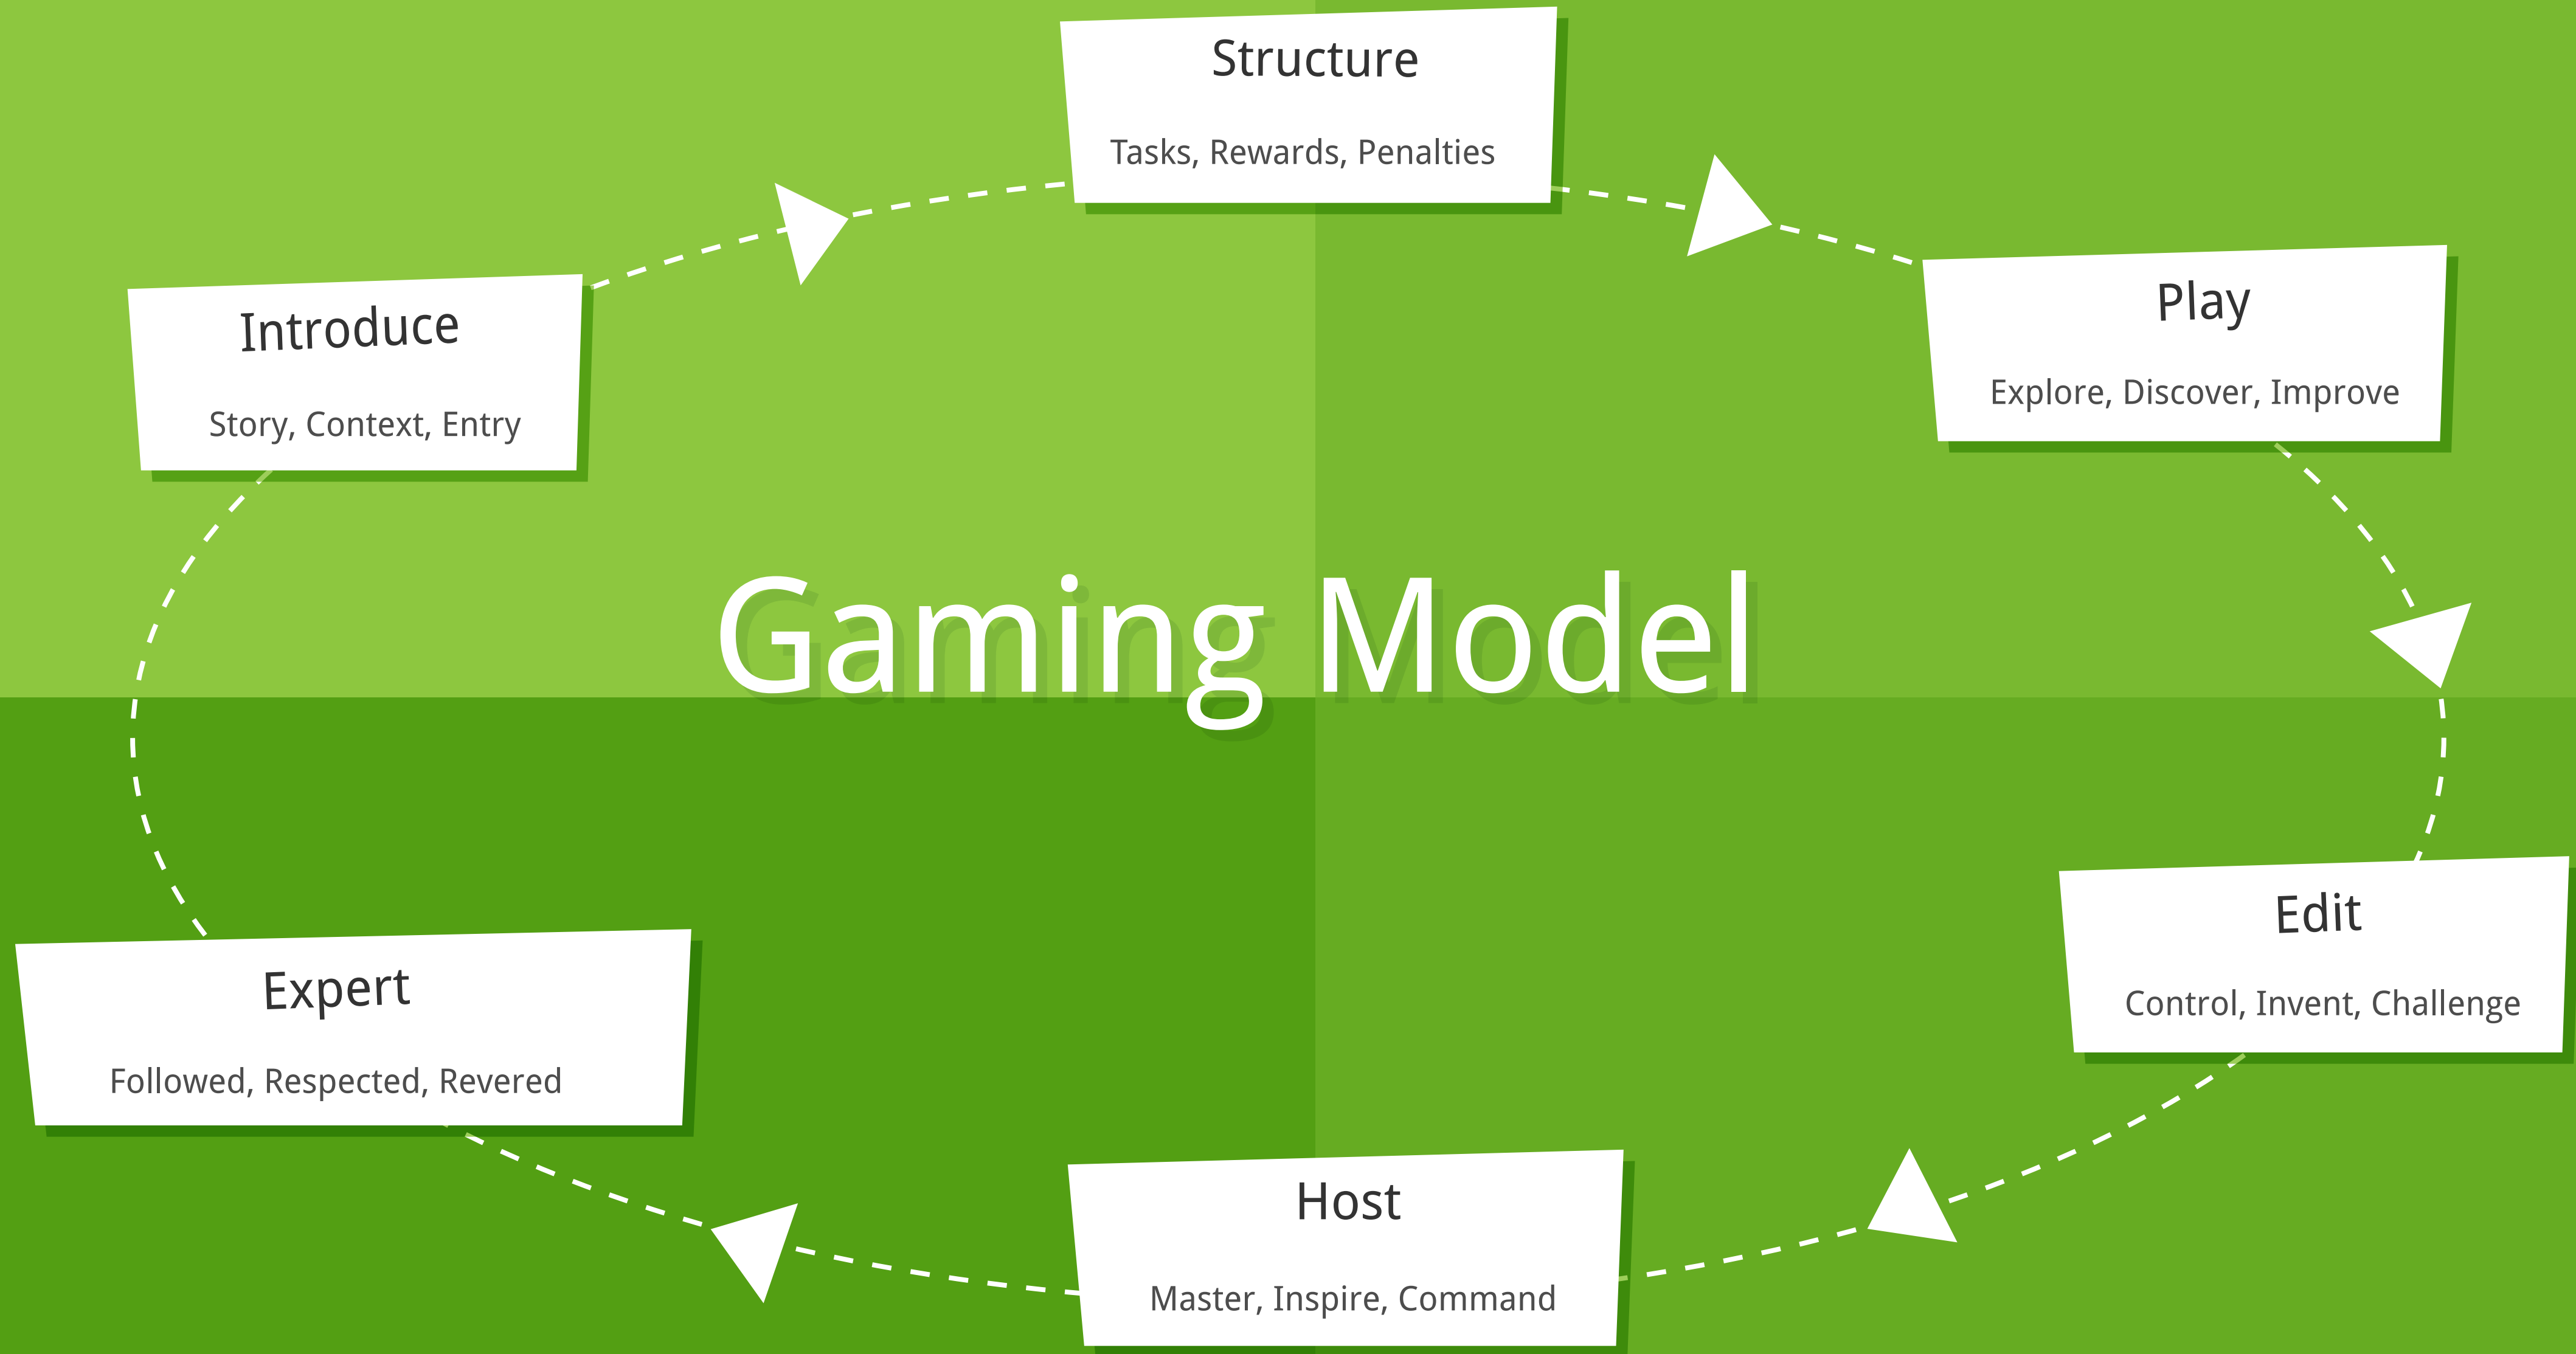 Structure
Tasks, Rewards, Penalties
Play
Explore, Discover, Improve
Introduce
Story, Context, Entry
Gaming Model
Edit
Control, Invent, Challenge
Expert
Followed, Respected, Revered
Host
Master, Inspire, Command